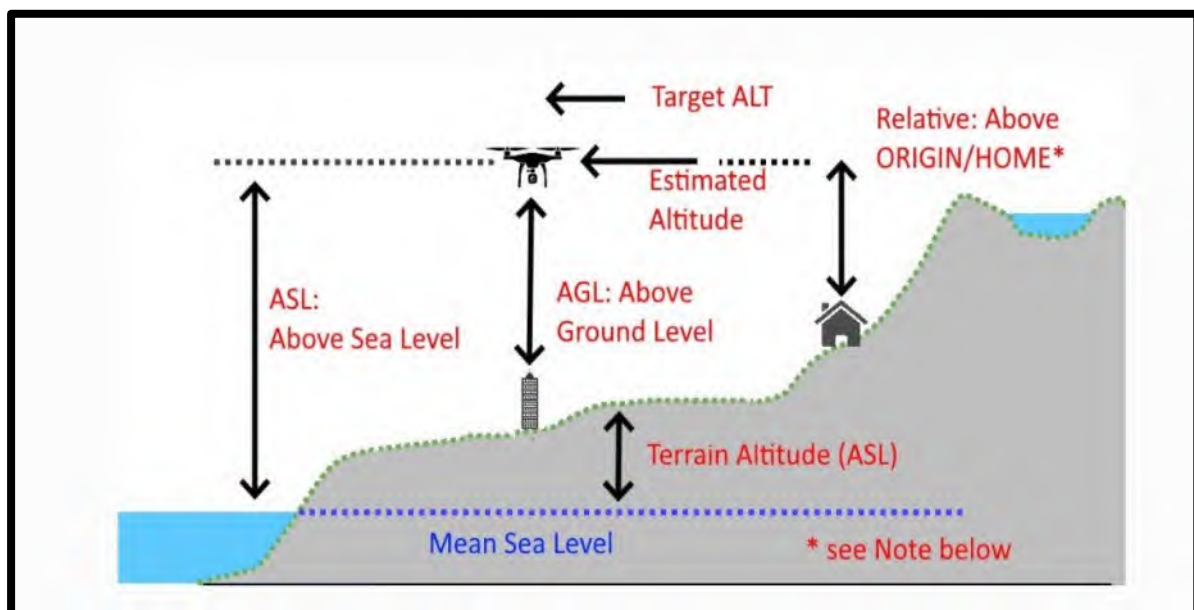 Target ALT
Relative: Above
ORIGIN/HOME*
Estimated
Altitude
ASL:
Above Sea Level
AGL: Above
Ground Level
Terrain Altitude (ASL)
Mean Sea Level
* see Note below